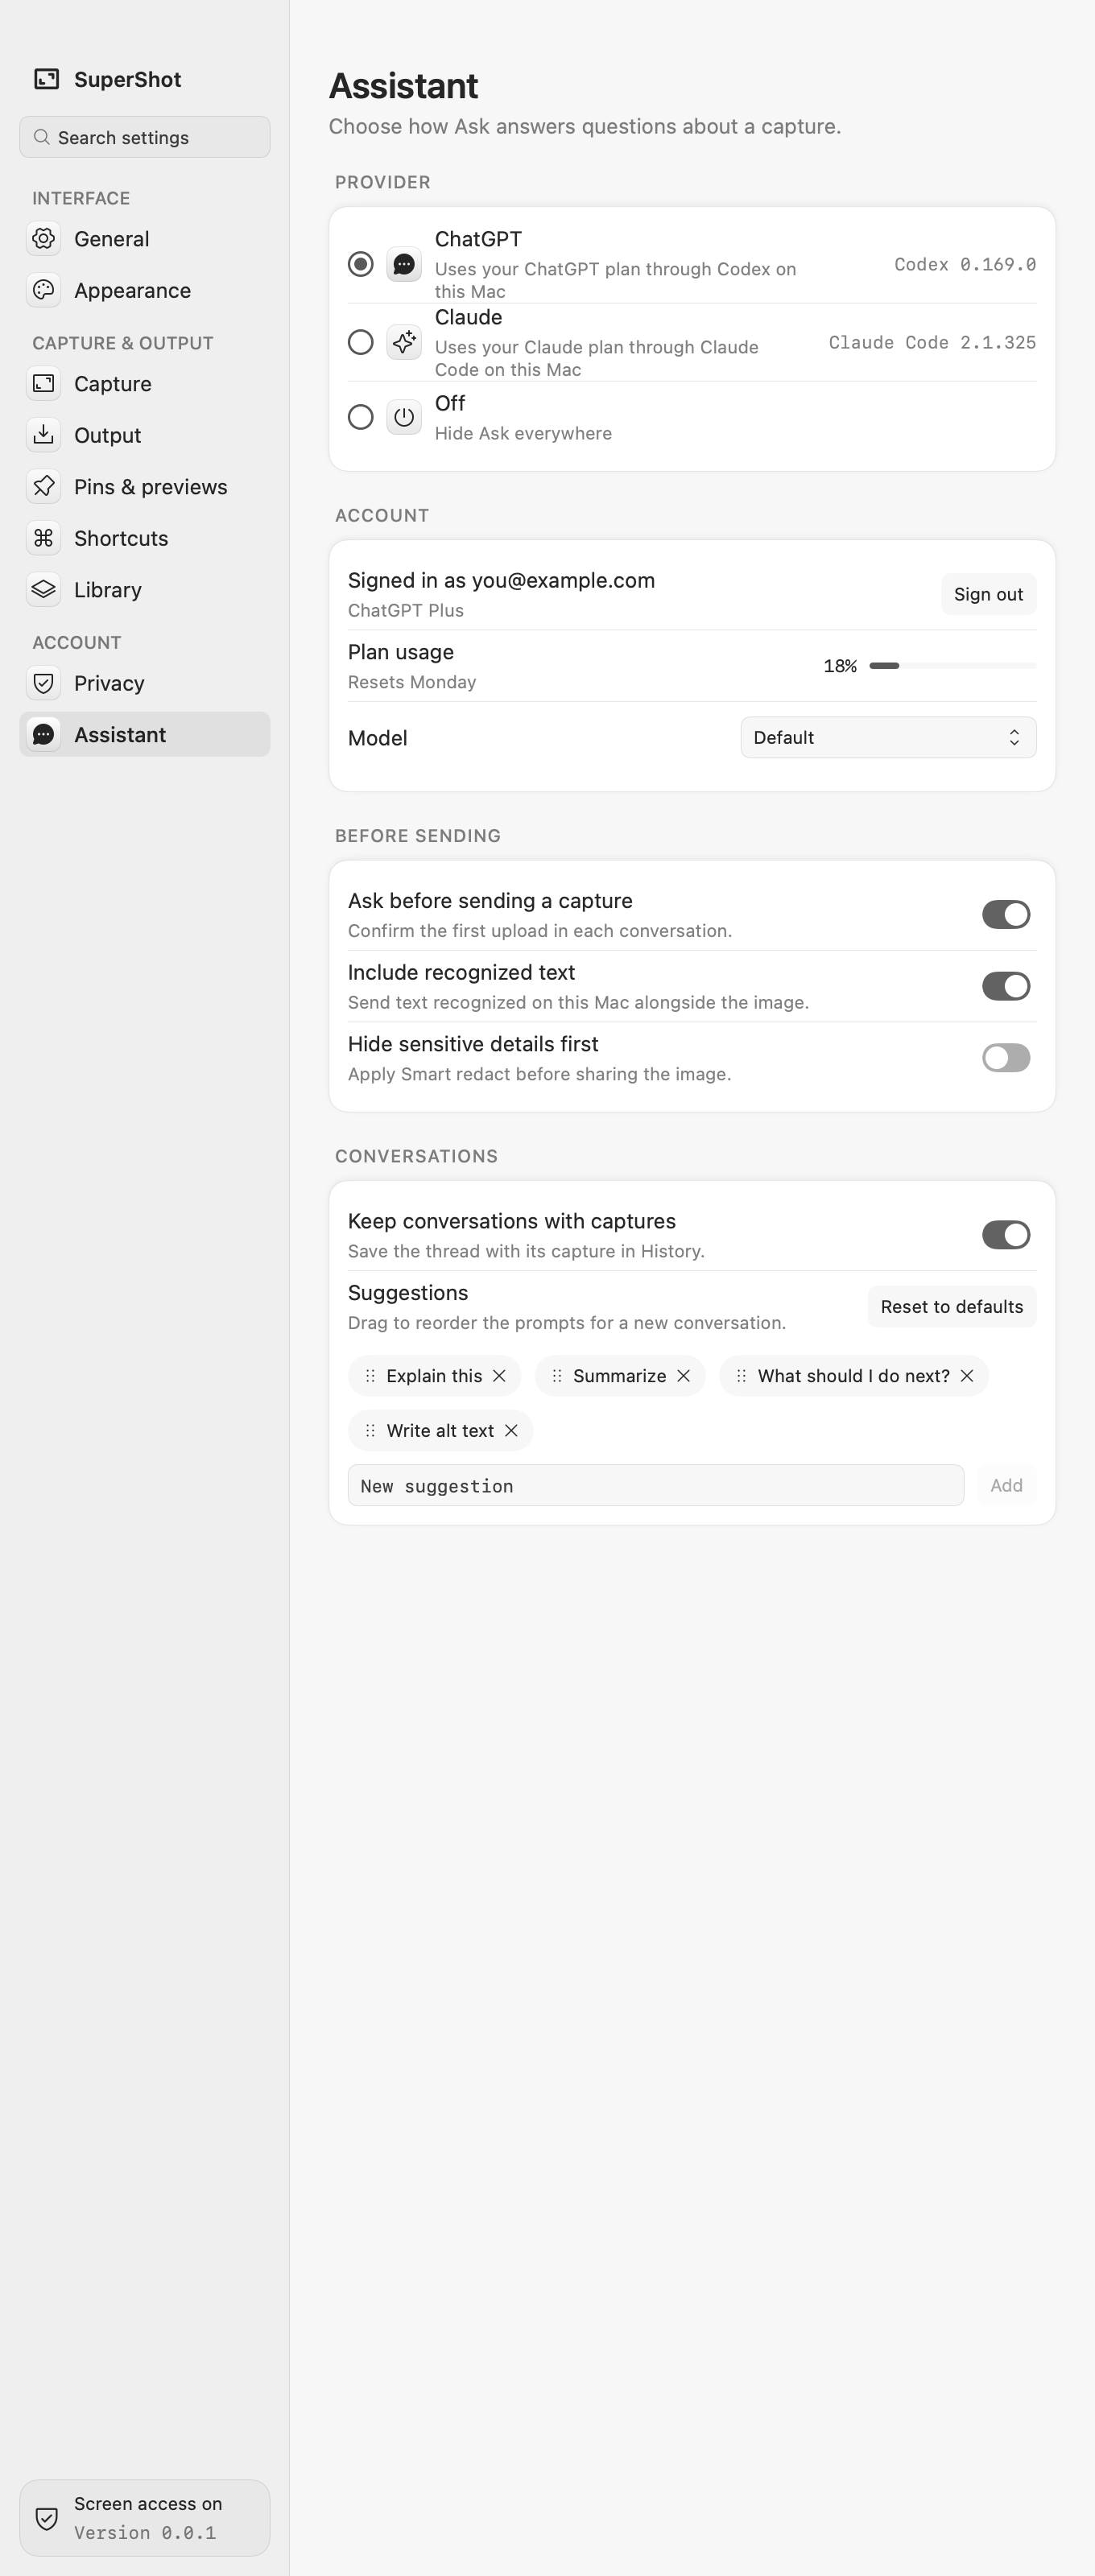 SuperShot
Search settings
INTERFACE
General
Appearance
CAPTURE & OUTPUT
Capture
Output
Pins & previews
Shortcuts
Library
ACCOUNT
Privacy
Assistant
Screen access on
Version 0.0.1
Assistant
Choose how Ask answers questions about a capture.
PROVIDER
ChatGPT
Uses your ChatGPT plan through Codex on
this Mac
Codex 0.169.0
Claude
Uses your Claude plan through Claude
Code on this Mac
Claude Code 2.1.325
Off
Hide Ask everywhere
ACCOUNT
Signed in as you@example.com
ChatGPT Plus
Sign out
Plan usage
Resets Monday
18%
Model
Default
BEFORE SENDING
Ask before sending a capture
Confirm the first upload in each conversation.
Include recognized text
Send text recognized on this Mac alongside the image.
Hide sensitive details first
Apply Smart redact before sharing the image.
CONVERSATIONS
Keep conversations with captures
Save the thread with its capture in History.
Suggestions
Drag to reorder the prompts for a new conversation.
Reset to defaults
Explain this
Summarize
What should I do next?
Write alt text
New suggestion
Add